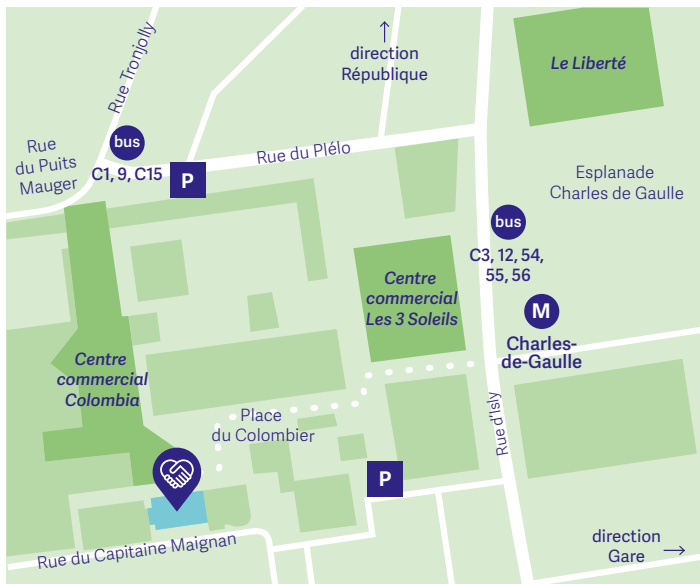 Rue Tronjolly
direction
République
Le Liberté
Rue
du Puits
Mauger
bus
C1, 9, C15
P
Rue du Plélo
Esplanade
Charles de Gaulle
bus
C3, 12, 54,
55, 56
Centre
commercial
Les 3 Soleils
M
Charles-
de-Gaulle
Centre
commercial
Colombia
Place
du Colombier
Rue d'Isly
P
Rue du Capitaine Maignan
direction
Gare